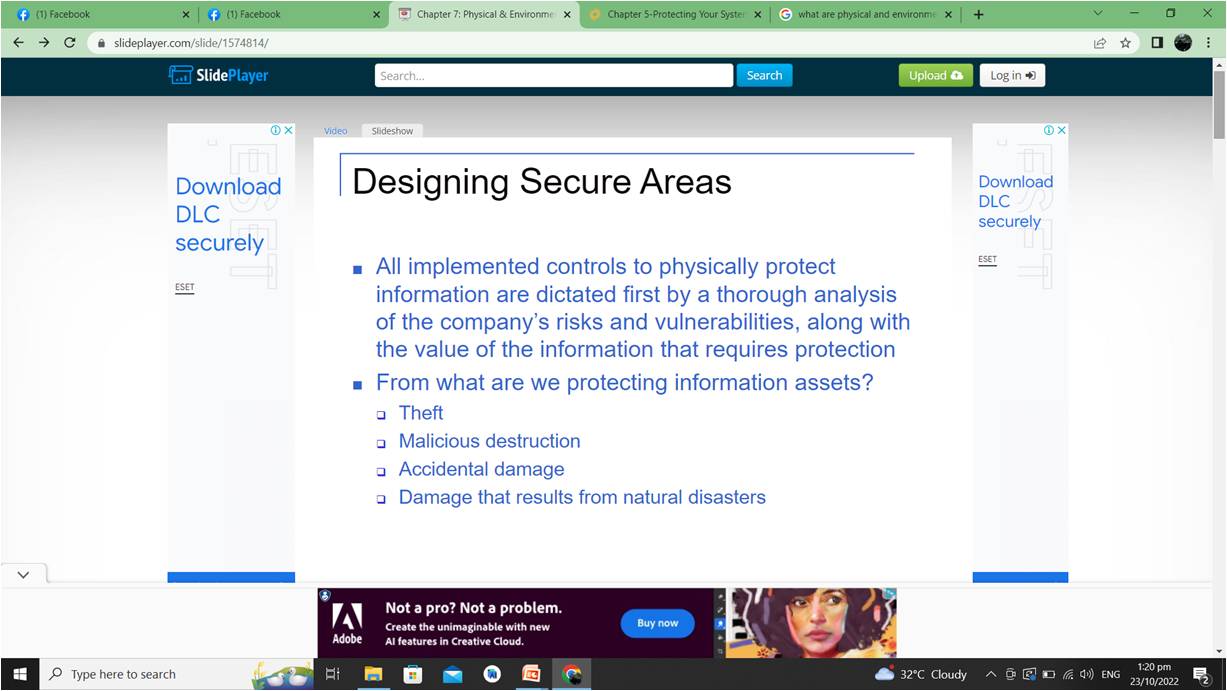 (1) Facebook
(1) Facebook
Chapter 7: Physical & Environme
Chapter 5-Protecting Your Syste
what are physical and environme
slideplayer.com/slide/1574814/
SlidePlayer
Search...
Search
Upload
Log in
Video
Slideshow
Download
DLC
securely
ESET
Designing Secure Areas
All implemented controls to physically protect
information are dictated first by a thorough analysis
of the company's risks and vulnerabilities, along with
the value of the information that requires protection
From what are we protecting information assets?
Theft
Malicious destruction
Accidental damage
Damage that results from natural disasters
Download
DLC
securely
ESET
Adobe
Not a pro? Not a problem.
Create the unimaginable with new
AI features in Creative Cloud.
Buy now
Type here to search
32°C Cloudy
ENG
1:20 pm
23/10/2022
2